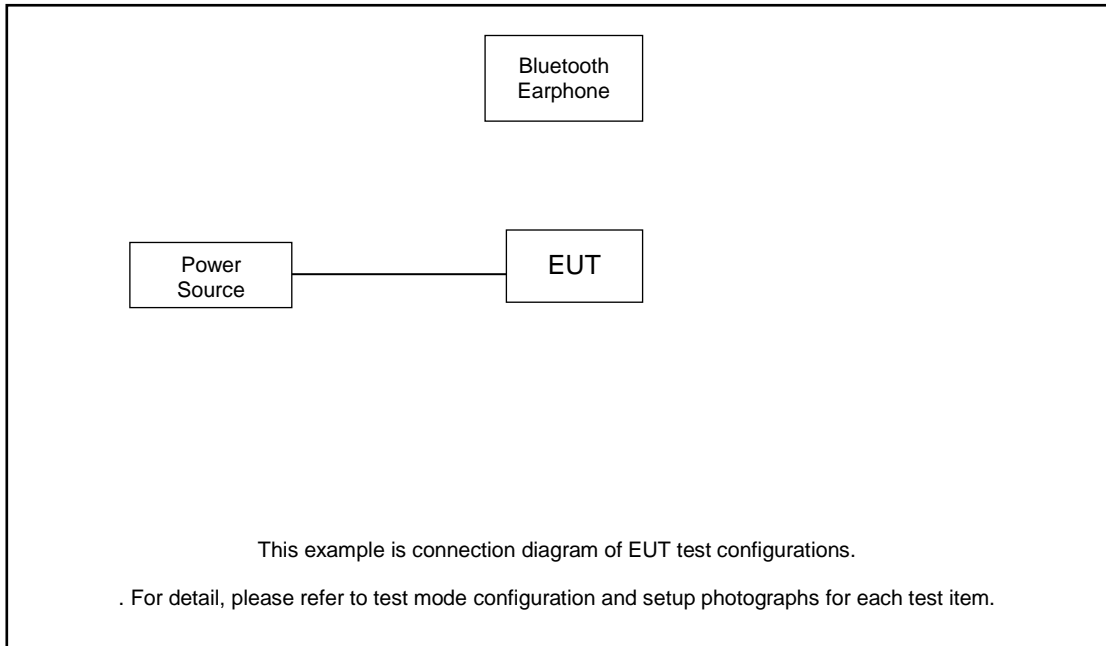 Bluetooth
Earphone
Power
Source
EUT
This example is connection diagram of EUT test configurations.
. For detail, please refer to test mode configuration and setup photographs for each test item.